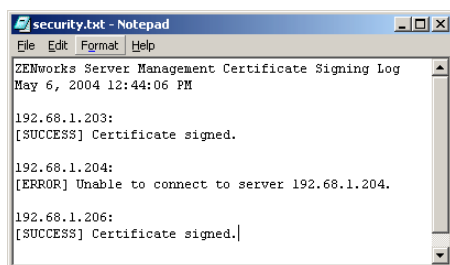 security.txt - Notepad
File Edit Format Help
ZENworks Server Management Certificate Signing Log
May 6, 2004 12:44:06 PM
192.68.1.203:
[SUCCESS] Certificate signed.
192.68.1.204:
[ERROR] Unable to connect to server 192.68.1.204.
192.68.1.206:
[SUCCESS] Certificate signed.